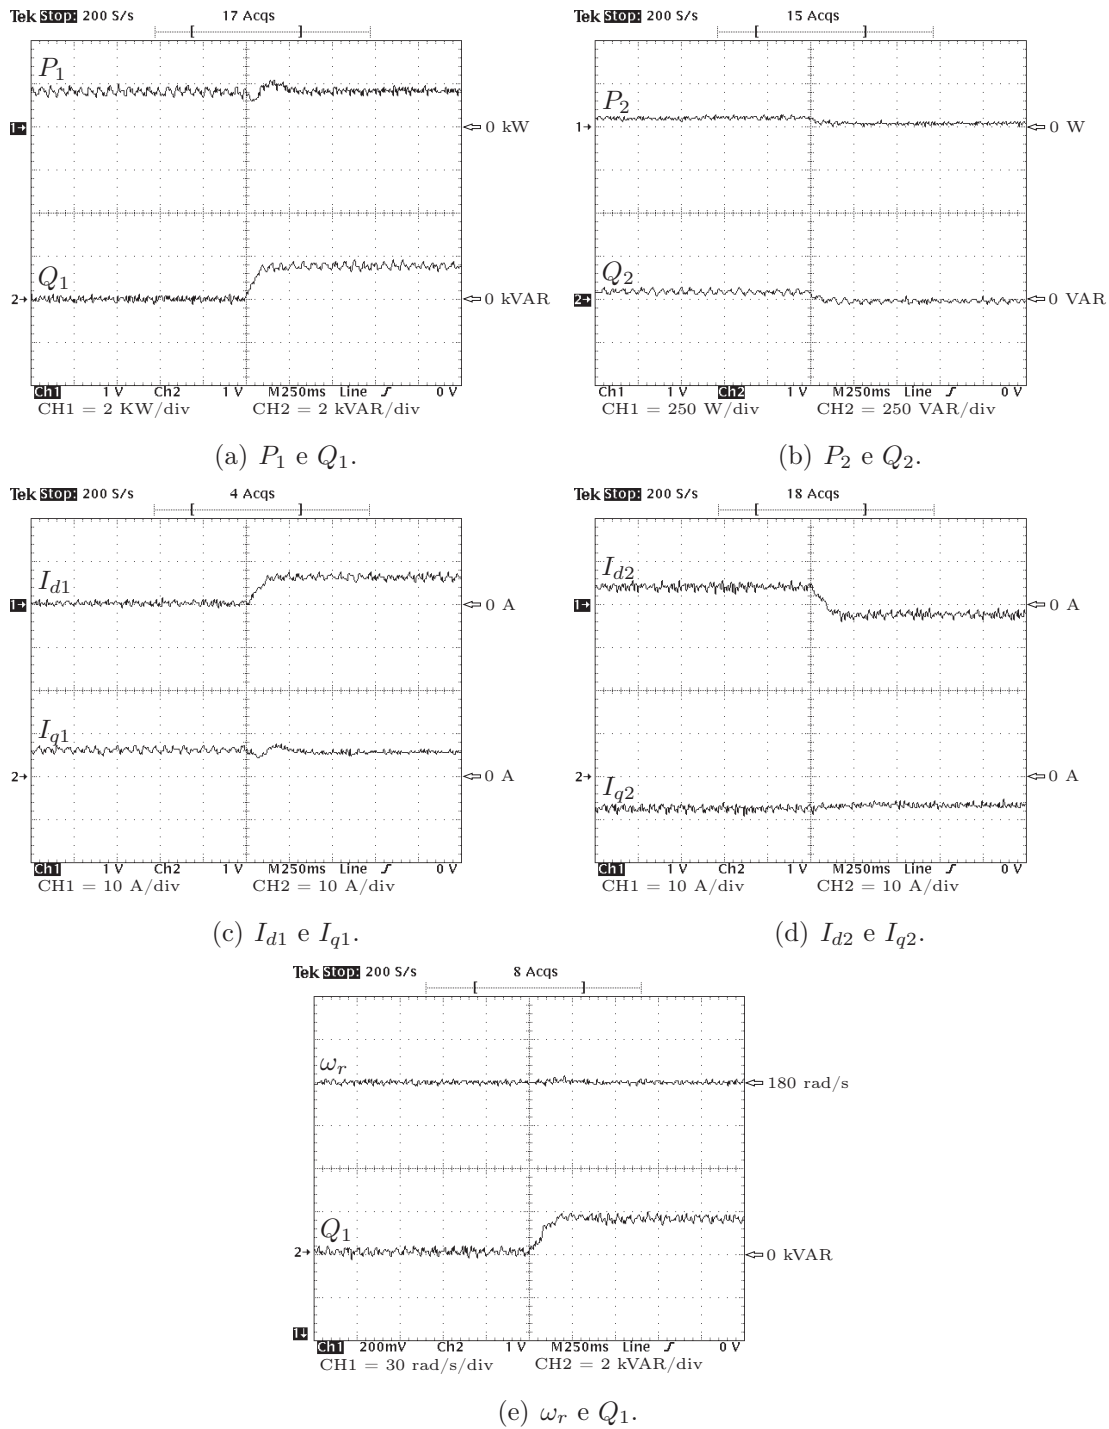 Tek Stop: 200 S/s 17 Acqs
P1
1→
0 kW
Q1
2→
0 kVAR
Ch1 1 V Ch2 1 V M 250ms Line 0 V
CH1 = 2 KW/div CH2 = 2 kVAR/div
(a) P1 e Q1.
Tek Stop: 200 S/s 15 Acqs
P2
1→
0 W
Q2
2→
0 VAR
Ch1 1 V Ch2 1 V M 250ms Line 0 V
CH1 = 250 W/div CH2 = 250 VAR/div
(b) P2 e Q2.
Tek Stop: 200 S/s 4 Acqs
Id1
1→
0 A
Iq1
2→
0 A
Ch1 1 V Ch2 1 V M 250ms Line 0 V
CH1 = 10 A/div CH2 = 10 A/div
(c) Id1 e Iq1.
Tek Stop: 200 S/s 18 Acqs
Id2
1→
0 A
2→
0 A
Iq2
Ch1 1 V Ch2 1 V M 250ms Line 0 V
CH1 = 10 A/div CH2 = 10 A/div
(d) Id2 e Iq2.
Tek Stop: 200 S/s 8 Acqs
ωr
180 rad/s
Q1
2→
0 kVAR
1↓
Ch1 200mV Ch2 1 V M 250ms Line 0 V
CH1 = 30 rad/s/div CH2 = 2 kVAR/div
(e) ωr e Q1.